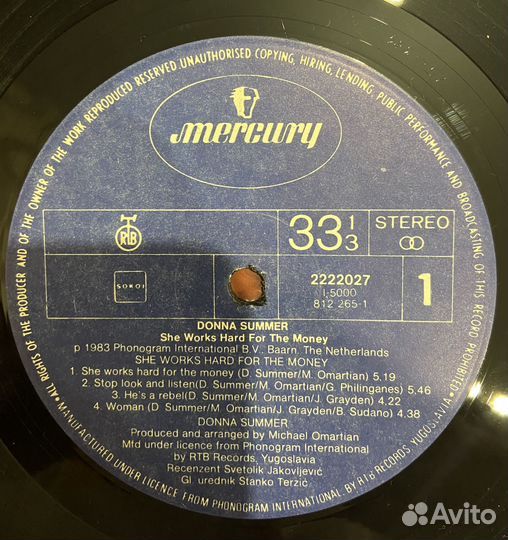 ALL RIGHTS OF THE PRODUCER AND OF THE OWNER OF THE WORK REPRODUCED RESERVED. UNAUTHORISED COPYING, HIRING, LENDING, PUBLIC PERFORMANCE AND BROADCASTING OF THIS RECORD PROHIBITED.
mercury
RTB
33 1/3
STEREO
SOKOJ
2222027
I-5000
812 265-1
1
DONNA SUMMER
She Works Hard For The Money
p 1983 Phonogram International B.V., Baarn, The Netherlands
SHE WORKS HARD FOR THE MONEY
1. She works hard for the money (D. Summer/M. Omartian) 5.19
2. Stop look and listen(D. Summer/M. Omartian/G. Philinganes) 5.46
3. He's a rebel(D. Summer/M. Omartian/J. Grayden) 4.22
4. Woman (D. Summer/M. Omartian/J. Grayden/B. Sudano) 4.38
DONNA SUMMER
Produced and arranged by Michael Omartian
Mfd under licence from Phonogram International
by RTB Records, Yugoslavia
Recenzent Svetolik Jakovljević
Gl. urednik Stanko Terzić
• MANUFACTURED UNDER LICENCE FROM PHONOGRAM INTERNATIONAL BY RTB RECORDS, YUGOSLAVIA •
Avito